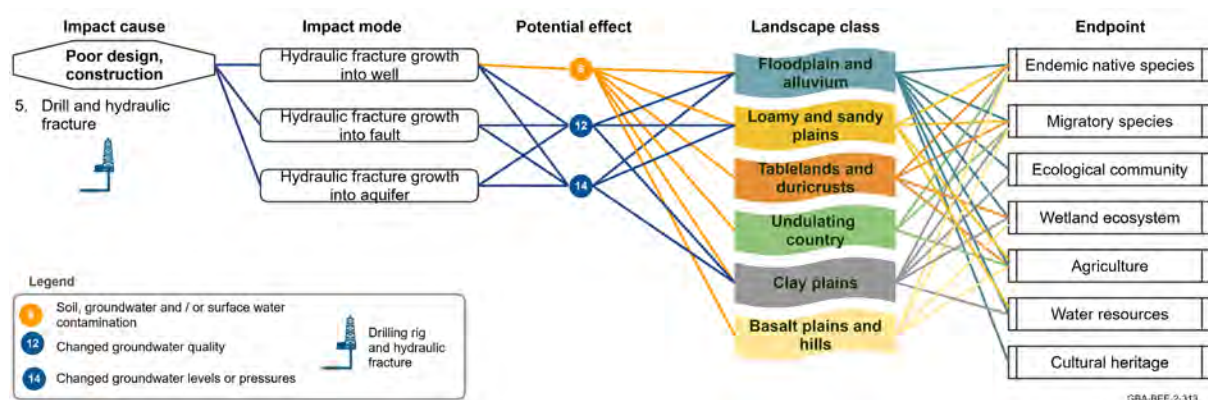 Impact cause
Impact mode
Potential effect
Landscape class
Endpoint
Poor design,
construction
5. Drill and hydraulic
fracture
Hydraulic fracture growth
into well
Hydraulic fracture growth
into fault
Hydraulic fracture growth
into aquifer
12
14
Floodplain and
alluvium
Loamy and sandy
plains
Tablelands and
duricrusts
Undulating
country
Clay plains
Basalt plains and
hills
Endemic native species
Migratory species
Ecological community
Wetland ecosystem
Agriculture
Water resources
Cultural heritage
Legend
Soil, groundwater and / or surface water
contamination
12 Changed groundwater quality
14 Changed groundwater levels or pressures
Drilling rig
and hydraulic
fracture